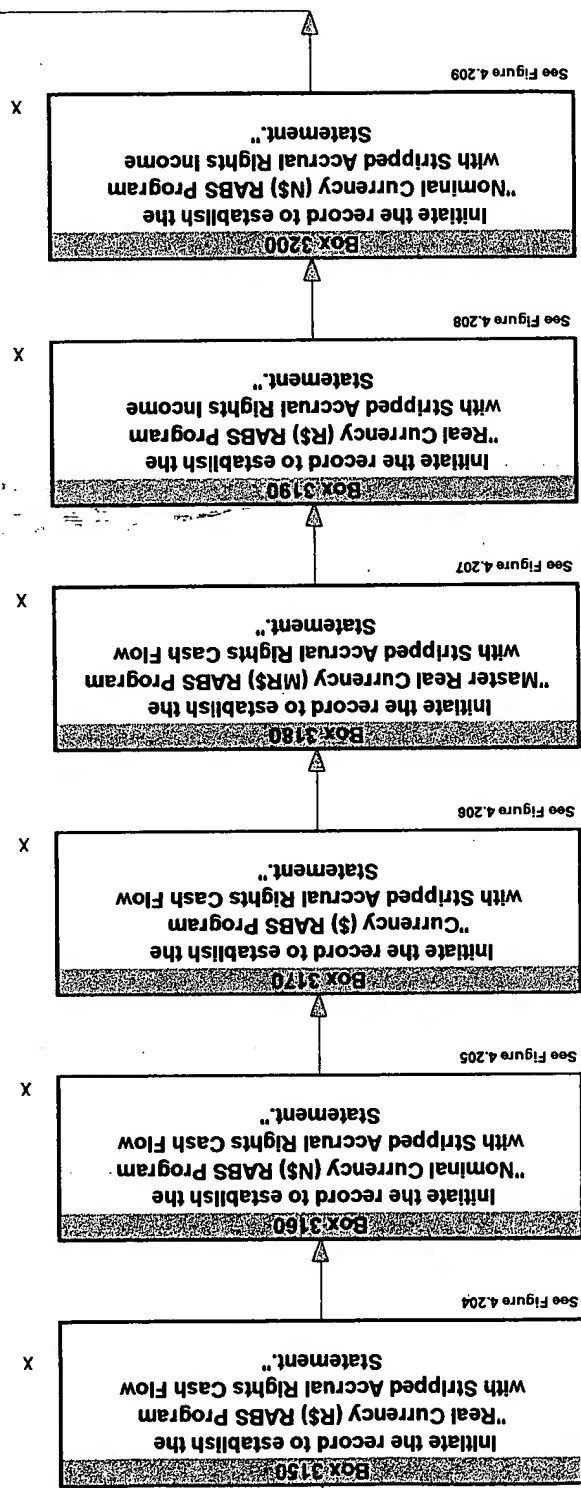 Box 3150
Initiate the record to establish the
"Real Currency (R$) RABS Program
with Stripped Accrual Rights Cash Flow
Statement."
X
See Figure 4.204
Box 3160
Initiate the record to establish the
"Nominal Currency (N$) RABS Program
with Stripped Accrual Rights Cash Flow
Statement."
X
See Figure 4.205
Box 3170
Initiate the record to establish the
"Currency ($) RABS Program
with Stripped Accrual Rights Cash Flow
Statement."
X
See Figure 4.206
Box 3180
Initiate the record to establish the
"Master Real Currency (MR$) RABS Program
with Stripped Accrual Rights Cash Flow
Statement."
X
See Figure 4.207
Box 3190
Initiate the record to establish the
"Real Currency (R$) RABS Program
with Stripped Accrual Rights Income
Statement."
X
See Figure 4.208
Box 3200
Initiate the record to establish the
"Nominal Currency (N$) RABS Program
with Stripped Accrual Rights Income
Statement."
X
See Figure 4.209